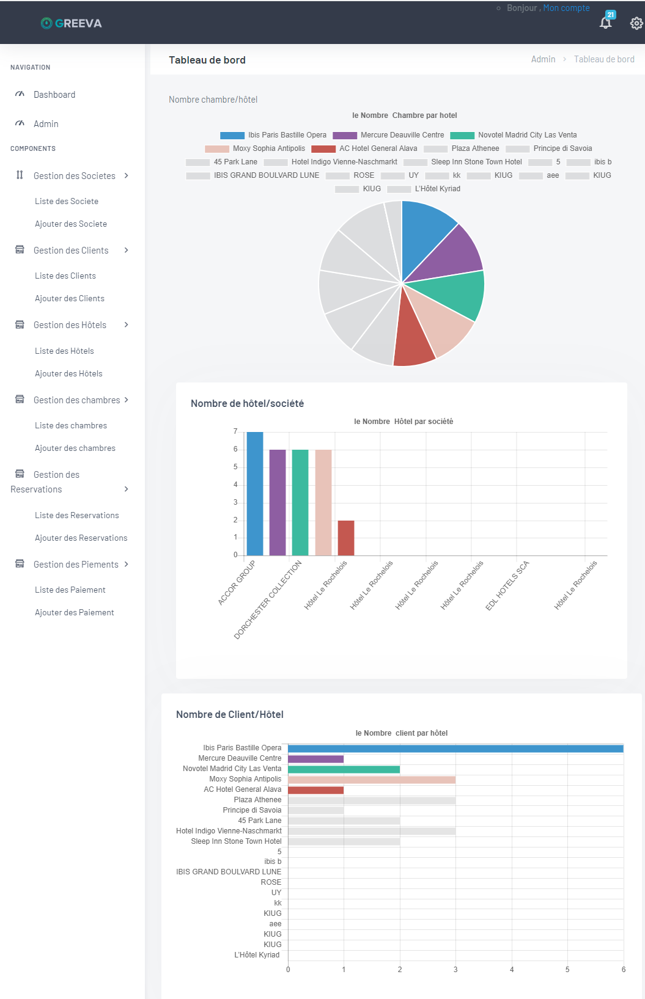 Bonjour , Mon compte
21
GREEVA
NAVIGATION
Dashboard
Admin
COMPONENTS
Gestion des Societes
Liste des Societe
Ajouter des Societe
Gestion des Clients
Liste des Clients
Ajouter des Clients
Gestion des Hôtels
Liste des Hôtels
Ajouter des Hôtels
Gestion des chambres
Liste des chambres
Ajouter des chambres
Gestion des
Reservations
Liste des Reservations
Ajouter des Reservations
Gestion des Piements
Liste des Paiement
Ajouter des Paiement
Tableau de bord
Admin > Tableau de bord
Nombre chambre/hôtel
le Nombre Chambre par hotel
Ibis Paris Bastille Opera Mercure Deauville Centre Novotel Madrid City Las Venta
Moxy Sophia Antipolis AC Hotel General Alava Plaza Athenee Principe di Savoia
45 Park Lane Hotel Indigo Vienne-Naschmarkt Sleep Inn Stone Town Hotel 5 ibis b
IBIS GRAND BOULVARD LUNE ROSE UY kk KIUG aee KIUG
KIUG L'Hôtel Kyriad
Nombre de hôtel/société
le Nombre Hôtel par société
7
6
5
4
3
2
1
0
ACCOR GROUP
DORCHESTER COLLECTION
Hôtel Le Rochelois
Hôtel Le Rochelois
Hôtel Le Rochelois
Hôtel Le Rochelois
EDL HOTELS SCA
Hôtel Le Rochelois
Nombre de Client/Hôtel
le Nombre client par hôtel
Ibis Paris Bastille Opera
Mercure Deauville Centre
Novotel Madrid City Las Venta
Moxy Sophia Antipolis
AC Hotel General Alava
Plaza Athenee
Principe di Savoia
45 Park Lane
Hotel Indigo Vienne-Naschmarkt
Sleep Inn Stone Town Hotel
5
ibis b
IBIS GRAND BOULVARD LUNE
ROSE
UY
kk
KIUG
aee
KIUG
KIUG
L'Hôtel Kyriad
0 1 2 3 4 5 6